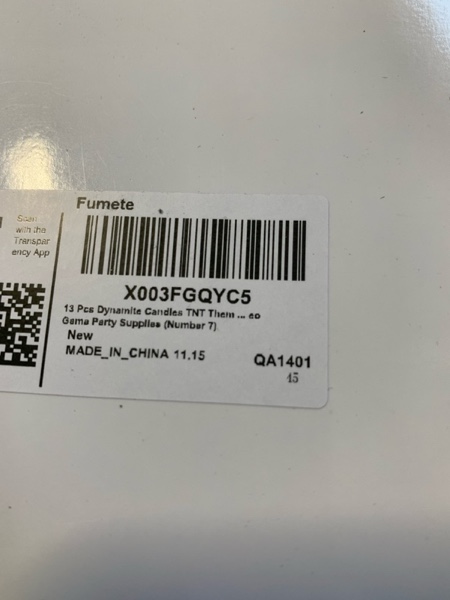 Fumete
Scan
with the
Transpar
ency App
X003FGQYC5
13 Pcs Dynamite Candles TNT Them ... eo
Game Party Supplies (Number 7)
New
MADE_IN_CHINA 11.15
QA1401
45